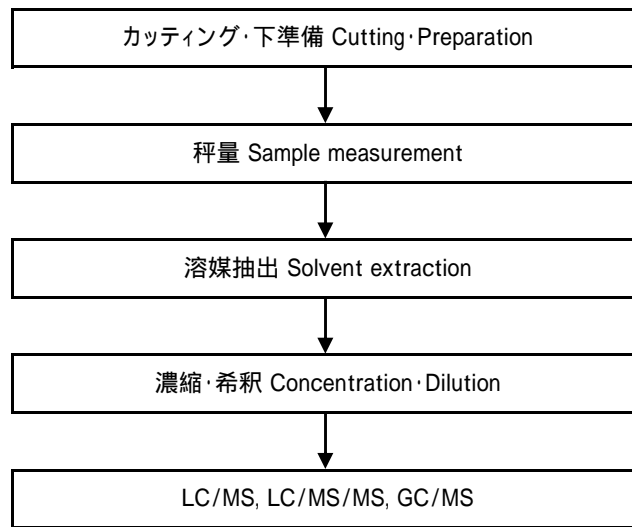 カッティング･下準備 Cutting･Preparation
秤量 Sample measurement
溶媒抽出 Solvent extraction
濃縮･希釈 Concentration･Dilution
LC/MS, LC/MS/MS, GC/MS